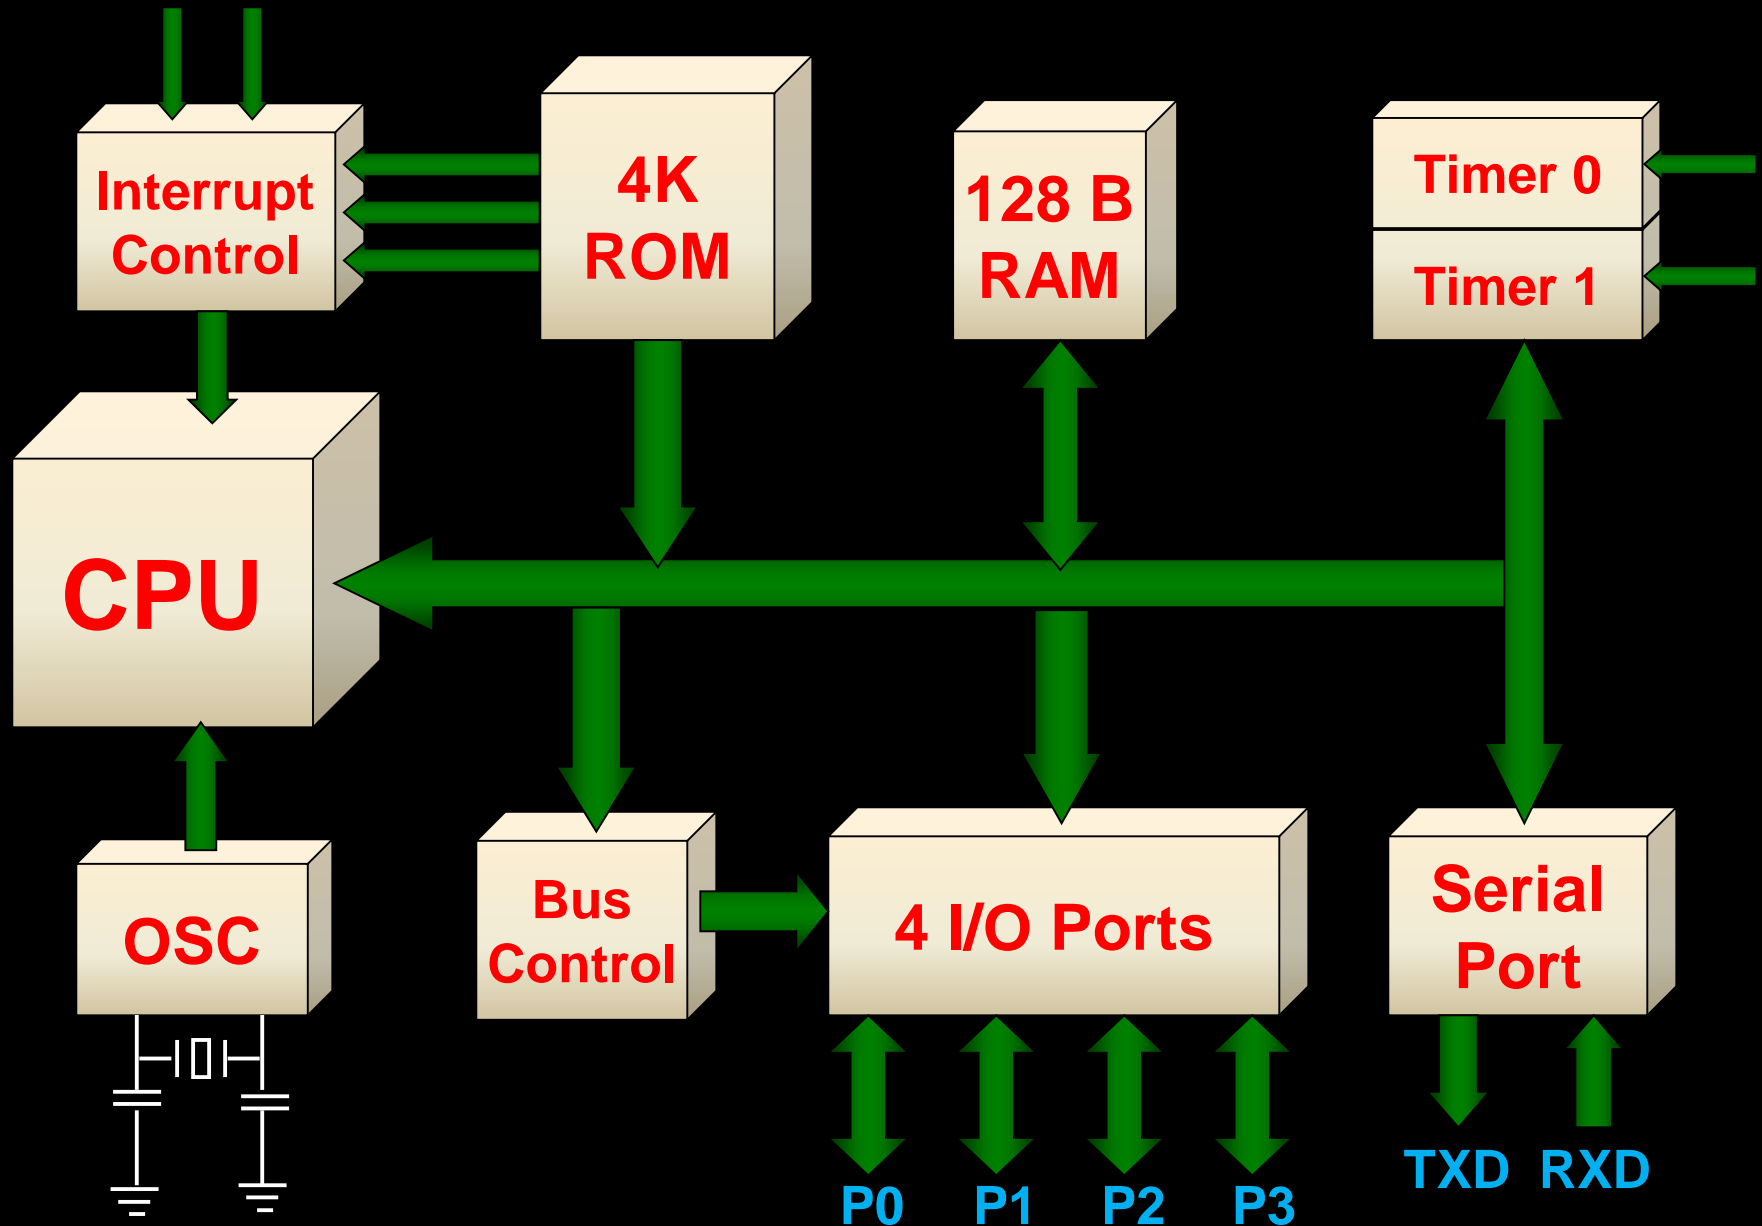 Interrupt
Control
4K
ROM
128 B
RAM
Timer 0
Timer 1
CPU
OSC
Bus
Control
4 I/O Ports
Serial
Port
TXD RXD
P0 P1 P2 P3